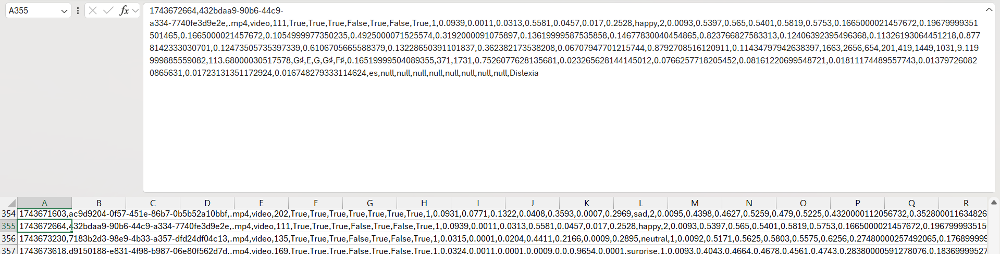 A355
fx
1743672664,432bdaa9-90b6-44c9-
a334-7740fe3d9e2e,.mp4,video,111,True,True,True,False,True,False,True,1,0.0939,0.0011,0.0313,0.5581,0.0457,0.017,0.2528,happy,2,0.0093,0.5397,0.565,0.5401,0.5819,0.5753,0.1665000021457672,0.19679999351
501465,0.1665000021457672,0.1054999977350235,0.4925000071525574,0.3192000091075897,0.13619999587535858,0.14677830040454865,0.823766827583313,0.12406392395496368,0.11326193064451218,0.877
8142333030701,0.12473505735397339,0.6106705665588379,0.13228650391101837,0.362382173538208,0.06707947701215744,0.8792708516120911,0.11434797942638397,1663,2656,654,201,419,1449,1031,9.119
999885559082,113.68000030517578,G♯,E,G,G♯,F♯,0.16519999504089355,371,1731,0.7526077628135681,0.023265628144145012,0.0766257718205452,0.08161220699548721,0.01811174489557743,0.01379726082
0865631,0.01723131351172924,0.016748279333114624,es,null,null,null,null,null,null,null,null,Dislexia
A B C D E F G H I J K L M N O P Q R
354 1743671603,ac9d9204-0f57-451e-86b7-0b5b52a10bbf,.mp4,video,202,True,True,True,True,True,True,True,1,0.0931,0.0771,0.1322,0.0408,0.3593,0.0007,0.2969,sad,2,0.0095,0.4398,0.4627,0.5259,0.479,0.5225,0.4320000112056732,0.352800011634826
355 1743672664,432bdaa9-90b6-44c9-a334-7740fe3d9e2e,.mp4,video,111,True,True,True,False,True,False,True,1,0.0939,0.0011,0.0313,0.5581,0.0457,0.017,0.2528,happy,2,0.0093,0.5397,0.565,0.5401,0.5819,0.5753,0.1665000021457672,0.196799993515
356 1743673230,7183b2d3-98e9-4b33-a357-dfd24df04c13,.mp4,video,135,True,True,True,False,True,False,True,1,0.0315,0.0001,0.0204,0.4411,0.2166,0.0009,0.2895,neutral,1,0.0092,0.5171,0.5625,0.5803,0.5575,0.6256,0.27480000257492065,0.176899999
357 1743673618,d9150188-e831-4f98-b987-06e80f562d7d,.mp4,video,169,True,True,True,False,True,False,True,1,0.0324,0.0011,0.0001,0.0009,0.0,0.9654,0.0001,surprise,1,0.0093,0.4043,0.4664,0.4678,0.4561,0.4743,0.28380000591278076,0.18369999527